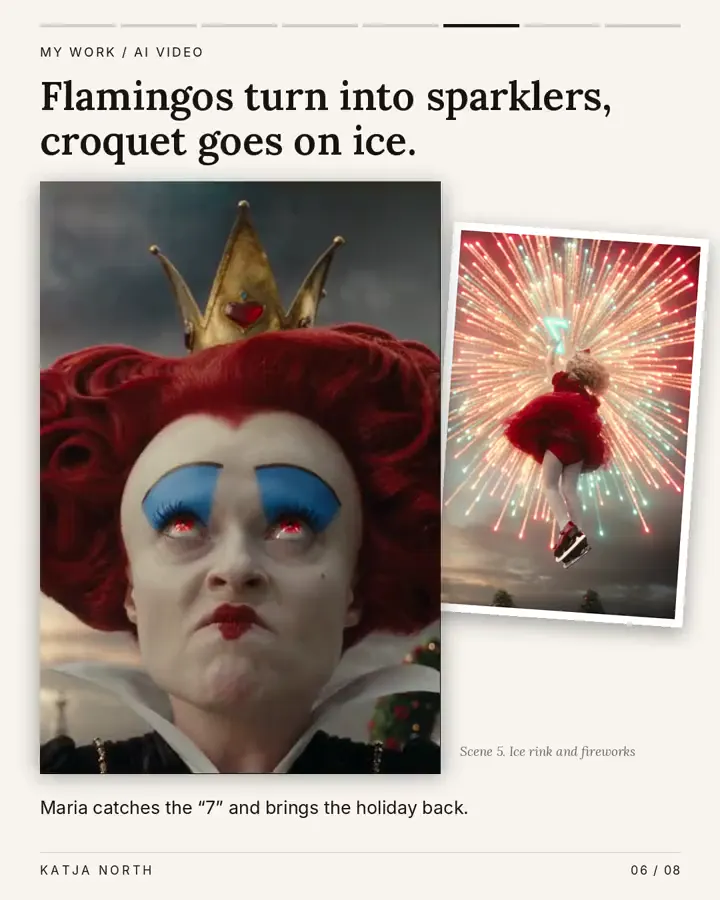 MY WORK / AI VIDEO
Flamingos turn into sparklers,
croquet goes on ice.
7
Scene 5. Ice rink and fireworks
Maria catches the “7” and brings the holiday back.
KATJA NORTH
06 / 08